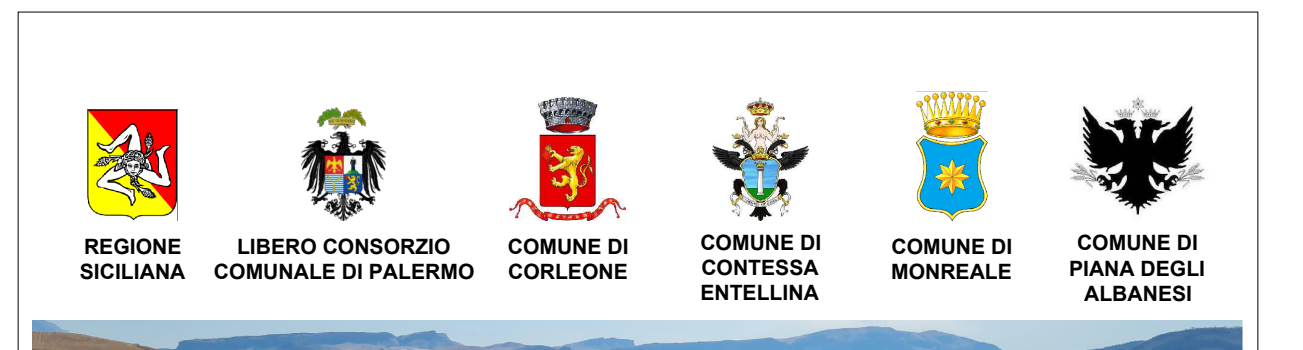 REGIONE
SICILIANA
LIBERO CONSORZIO
COMUNALE DI PALERMO
COMUNE DI
CORLEONE
COMUNE DI
CONTESSA
ENTELLINA
COMUNE DI
MONREALE
COMUNE DI
PIANA DEGLI
ALBANESI